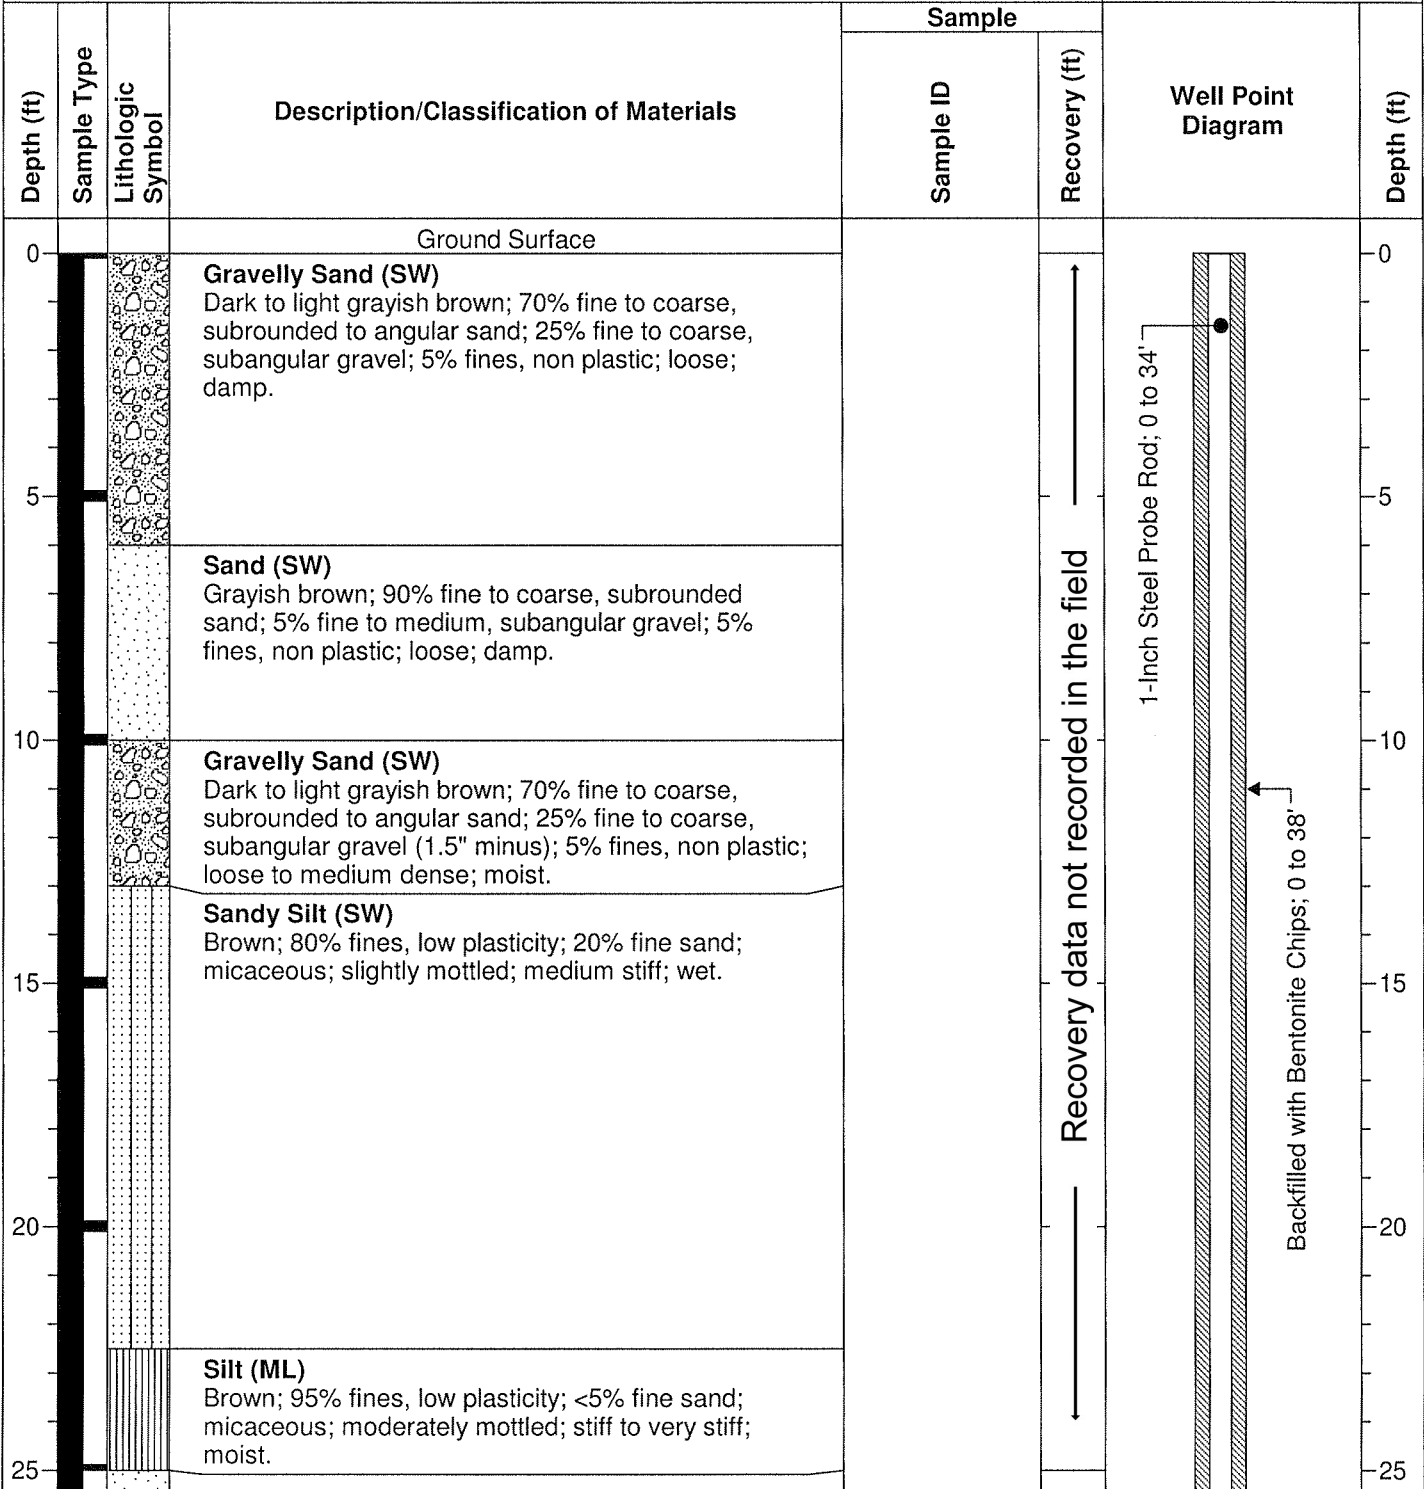 Depth (ft)
Sample Type
Lithologic
Symbol
Description/Classification of Materials
Sample
Sample ID
Recovery (ft)
Well Point
Diagram
Depth (ft)
Ground Surface
0
Gravelly Sand (SW)
Dark to light grayish brown; 70% fine to coarse,
subrounded to angular sand; 25% fine to coarse,
subangular gravel; 5% fines, non plastic; loose;
damp.
5
Sand (SW)
Grayish brown; 90% fine to coarse, subrounded
sand; 5% fine to medium, subangular gravel; 5%
fines, non plastic; loose; damp.
10
Gravelly Sand (SW)
Dark to light grayish brown; 70% fine to coarse,
subrounded to angular sand; 25% fine to coarse,
subangular gravel (1.5" minus); 5% fines, non plastic;
loose to medium dense; moist.
Sandy Silt (SW)
Brown; 80% fines, low plasticity; 20% fine sand;
micaceous; slightly mottled; medium stiff; wet.
15
20
Silt (ML)
Brown; 95% fines, low plasticity; <5% fine sand;
micaceous; moderately mottled; stiff to very stiff;
moist.
25
Recovery data not recorded in the field
1-Inch Steel Probe Rod; 0 to 34'
Backfilled with Bentonite Chips; 0 to 38'
0
5
10
15
20
25